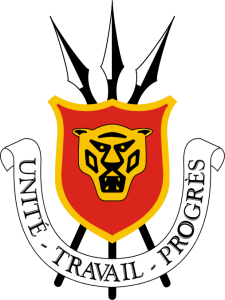 UNITÉ - TRAVAIL - PROGRÈS